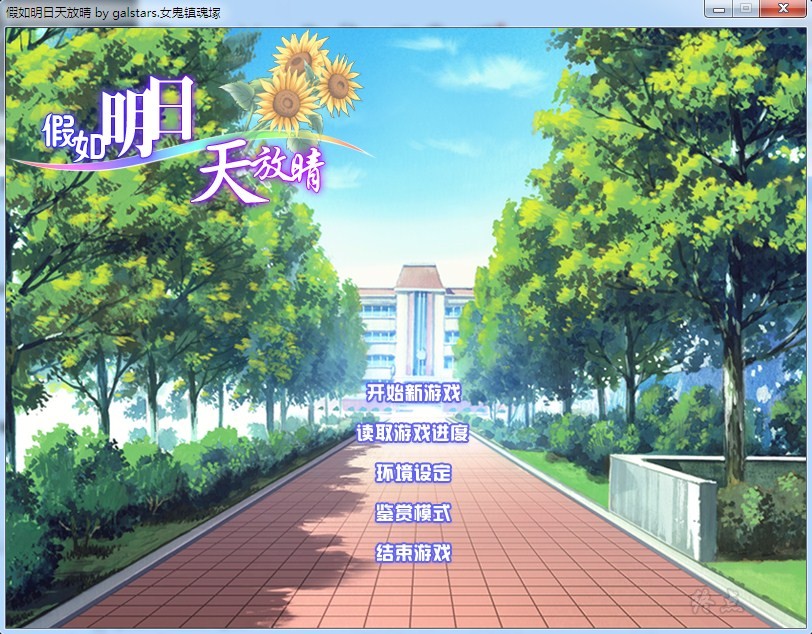 假如明日天放晴 by galstars.女鬼镇魂塚
假如明日
天放晴
开始新游戏
读取游戏进度
环境设定
鉴赏模式
结束游戏